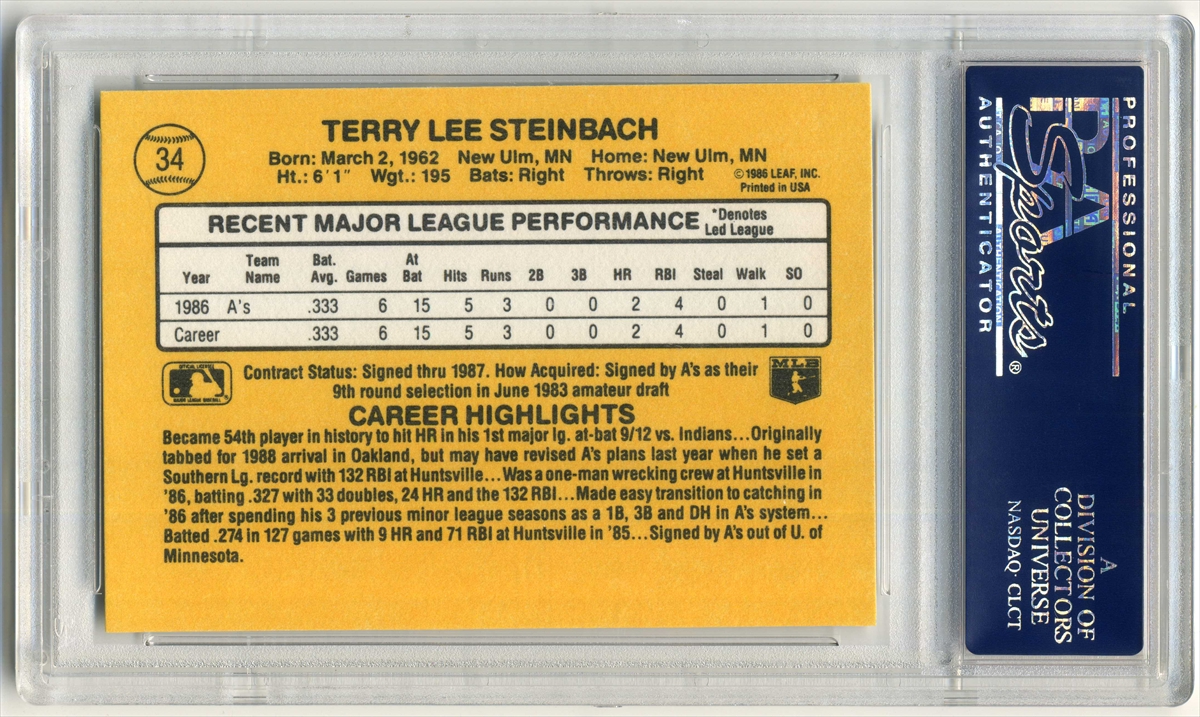 34
TERRY LEE STEINBACH
Born: March 2, 1962 New Ulm, MN Home: New Ulm, MN
Ht.: 6'1" Wgt.: 195 Bats: Right Throws: Right
©1986 LEAF, INC.
Printed in USA
RECENT MAJOR LEAGUE PERFORMANCE *Denotes
Led League
Year Team Name Bat. Avg. Games At Bat Hits Runs 2B 3B HR RBI Steal Walk SO
1986 A's .333 6 15 5 3 0 0 2 4 0 1 0
Career .333 6 15 5 3 0 0 2 4 0 1 0
Contract Status: Signed thru 1987. How Acquired: Signed by A's as their
9th round selection in June 1983 amateur draft
MLB
CAREER HIGHLIGHTS
Became 54th player in history to hit HR in his 1st major lg. at-bat 9/12 vs. Indians...Originally
tabbed for 1988 arrival in Oakland, but may have revised A's plans last year when he set a
Southern Lg. record with 132 RBI at Huntsville...Was a one-man wrecking crew at Huntsville in
'86, batting .327 with 33 doubles, 24 HR and the 132 RBI...Made easy transition to catching in
'86 after spending his 3 previous minor league seasons as a 1B, 3B and DH in A's system...
Batted .274 in 127 games with 9 HR and 71 RBI at Huntsville in '85...Signed by A's out of U. of
Minnesota.
PROFESSIONAL
PSA
Sports®
AUTHENTICATOR
A
DIVISION OF
COLLECTORS
UNIVERSE
NASDAQ: CLCT